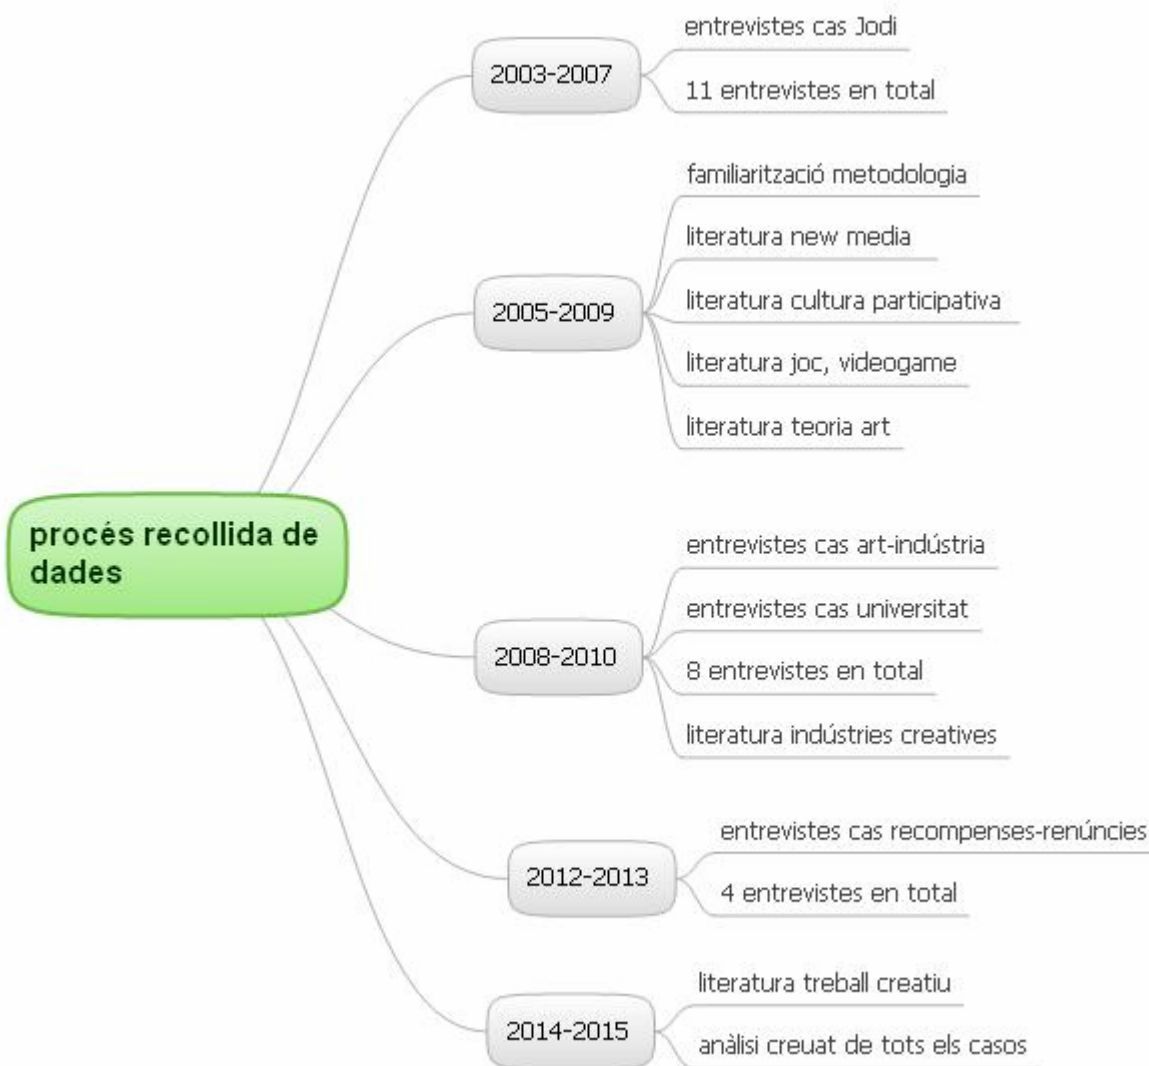 entrevistes cas Jodi
2003-2007
11 entrevistes en total
familiarització metodologia
literatura new media
literatura cultura participativa
2005-2009
literatura joc, videogame
literatura teoria art
procés recollida de
dades
entrevistes cas art-indústria
entrevistes cas universitat
2008-2010
8 entrevistes en total
literatura indústries creatives
entrevistes cas recompenses-renúncies
2012-2013
4 entrevistes en total
literatura treball creatiu
2014-2015
anàlisi creuat de tots els casos